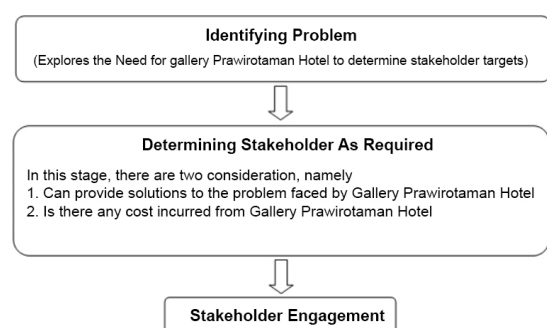 Identifying Problem
(Explores the Need for gallery Prawirotaman Hotel to determine stakeholder targets)
Determining Stakeholder As Required
In this stage, there are two consideration, namely
1. Can provide solutions to the problem faced by Gallery Prawirotaman Hotel
2. Is there any cost incurred from Gallery Prawirotaman Hotel
Stakeholder Engagement